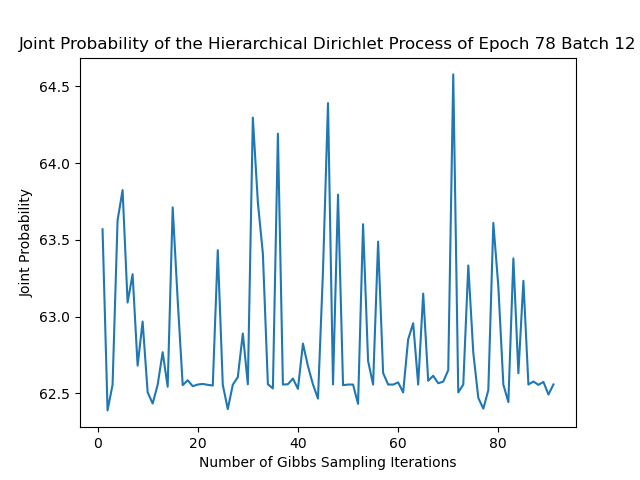 Joint Probability of the Hierarchical Dirichlet Process of Epoch 78 Batch 12
64.5
64.0
63.5
63.0
62.5
Joint Probability
0 20 40 60 80
Number of Gibbs Sampling Iterations